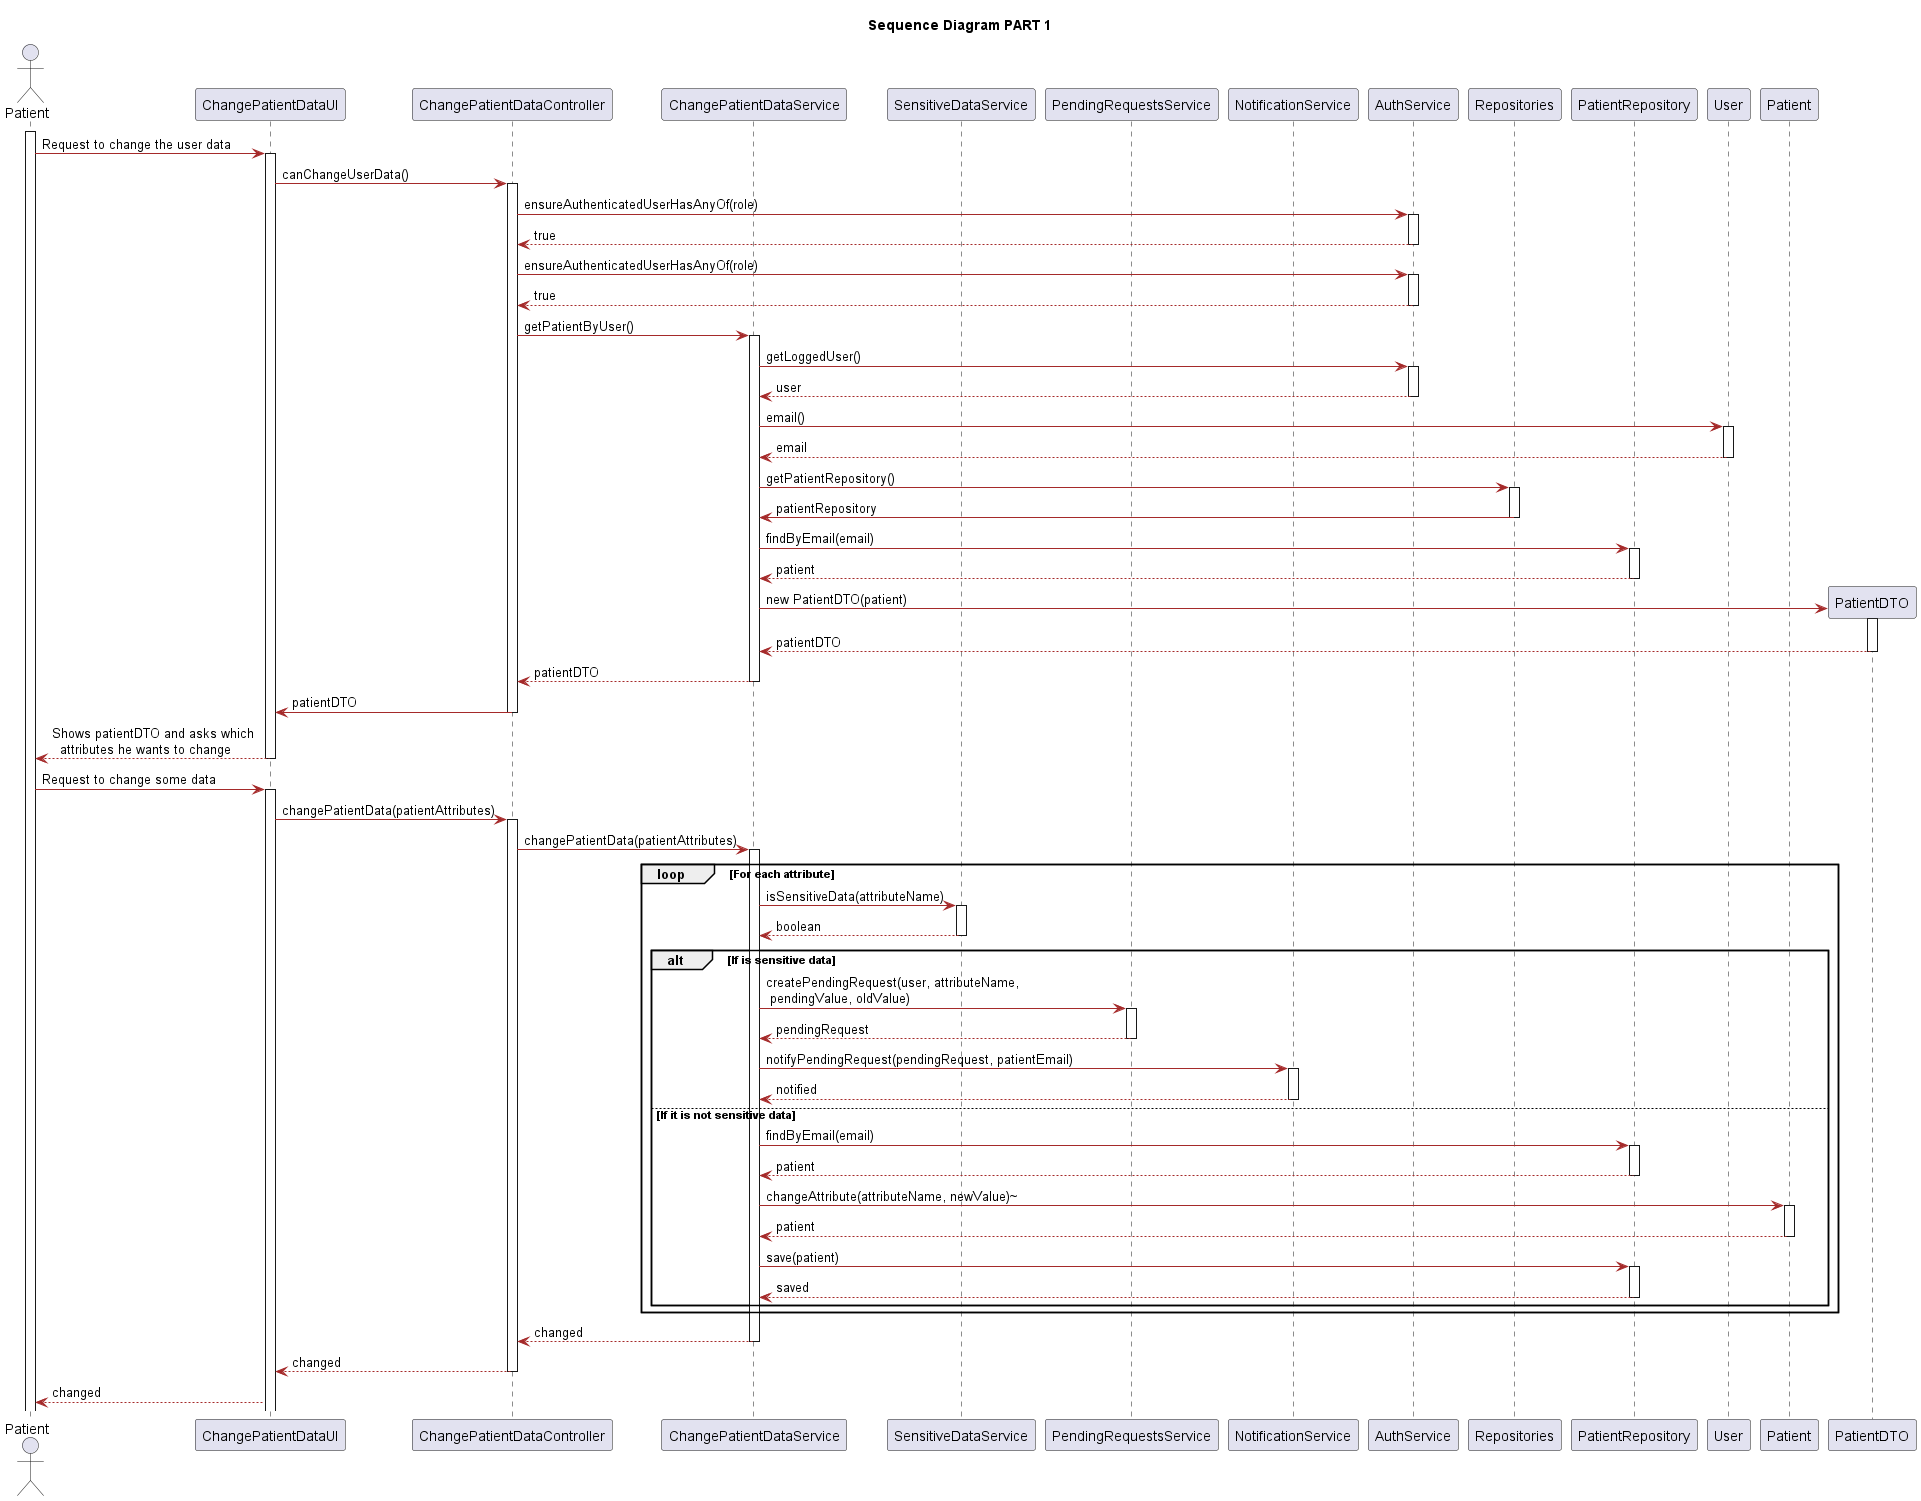 Sequence Diagram PART 1
Patient
ChangePatientDataUI
ChangePatientDataController
ChangePatientDataService
SensitiveDataService
PendingRequestsService
NotificationService
AuthService
Repositories
PatientRepository
User
Patient
Request to change the user data
canChangeUserData()
ensureAuthenticatedUserHasAnyOf(role)
true
ensureAuthenticatedUserHasAnyOf(role)
true
getPatientByUser()
getLoggedUser()
user
email()
email
getPatientRepository()
patientRepository
findByEmail(email)
patient
new PatientDTO(patient)
PatientDTO
patientDTO
patientDTO
patientDTO
Shows patientDTO and asks which
attributes he wants to change
Request to change some data
changePatientData(patientAttributes)
changePatientData(patientAttributes)
loop [For each attribute]
isSensitiveData(attributeName)
boolean
alt [If is sensitive data]
createPendingRequest(user, attributeName,
pendingValue, oldValue)
pendingRequest
notifyPendingRequest(pendingRequest, patientEmail)
notified
[If it is not sensitive data]
findByEmail(email)
patient
changeAttribute(attributeName, newValue)~
patient
save(patient)
saved
changed
changed
changed
Patient
ChangePatientDataUI
ChangePatientDataController
ChangePatientDataService
SensitiveDataService
PendingRequestsService
NotificationService
AuthService
Repositories
PatientRepository
User
Patient
PatientDTO